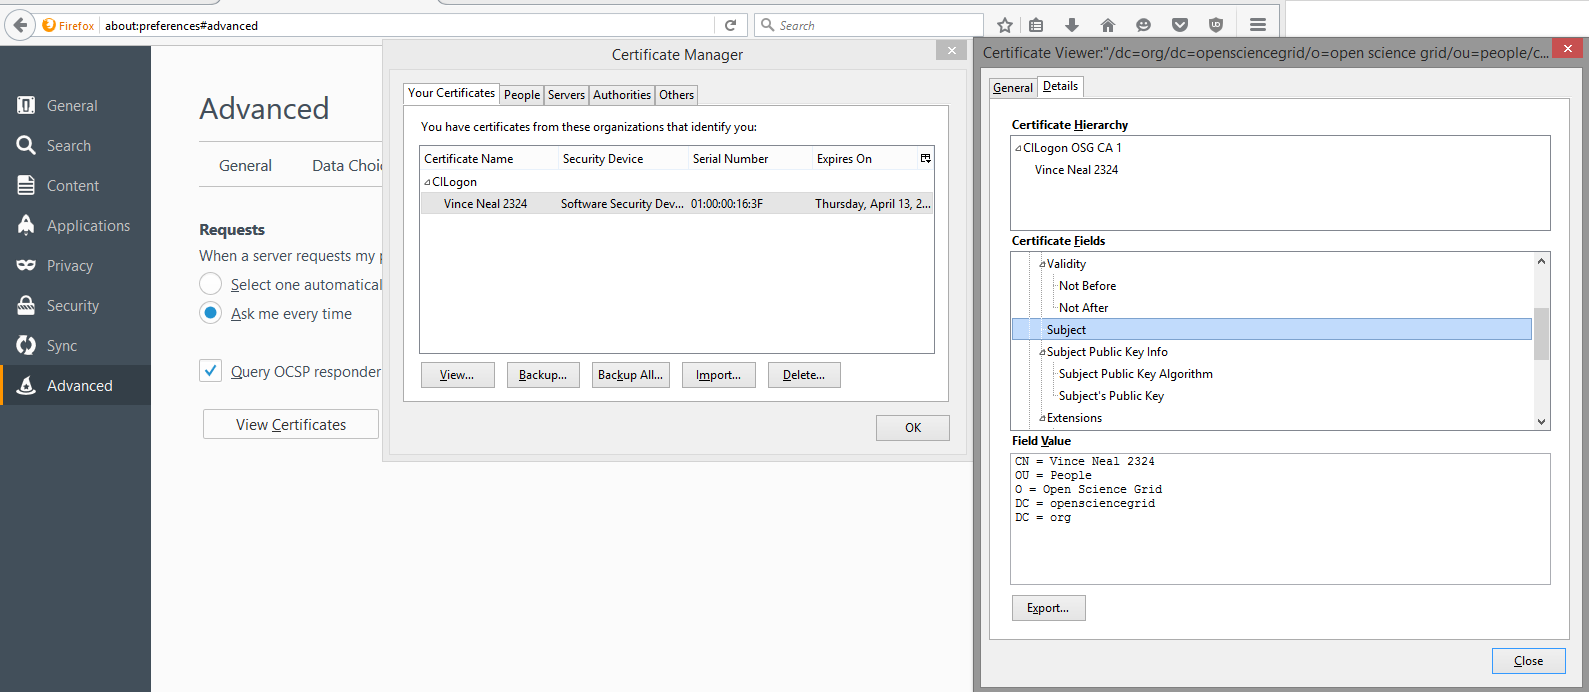 Firefox
about:preferences#advanced
Search
General
Search
Content
Applications
Privacy
Security
Sync
Advanced
Advanced
General
Data Choi
Requests
When a server requests my p
Select one automatical
Ask me every time
Query OCSP responder
View Certificates
Certificate Manager
Your Certificates
People
Servers
Authorities
Others
You have certificates from these organizations that identify you:
Certificate Name Security Device Serial Number Expires On
CILogon
Vince Neal 2324 Software Security Dev... 01:00:00:16:3F Thursday, April 13, 2...
View... Backup... Backup All... Import... Delete...
OK
Certificate Viewer:"/dc=org/dc=opensciencegrid/o=open science grid/ou=people/c...
General
Details
Certificate Hierarchy
CILogon OSG CA 1
Vince Neal 2324
Certificate Fields
Validity
Not Before
Not After
Subject
Subject Public Key Info
Subject Public Key Algorithm
Subject's Public Key
Extensions
Field Value
CN = Vince Neal 2324
OU = People
O = Open Science Grid
DC = opensciencegrid
DC = org
Export...
Close